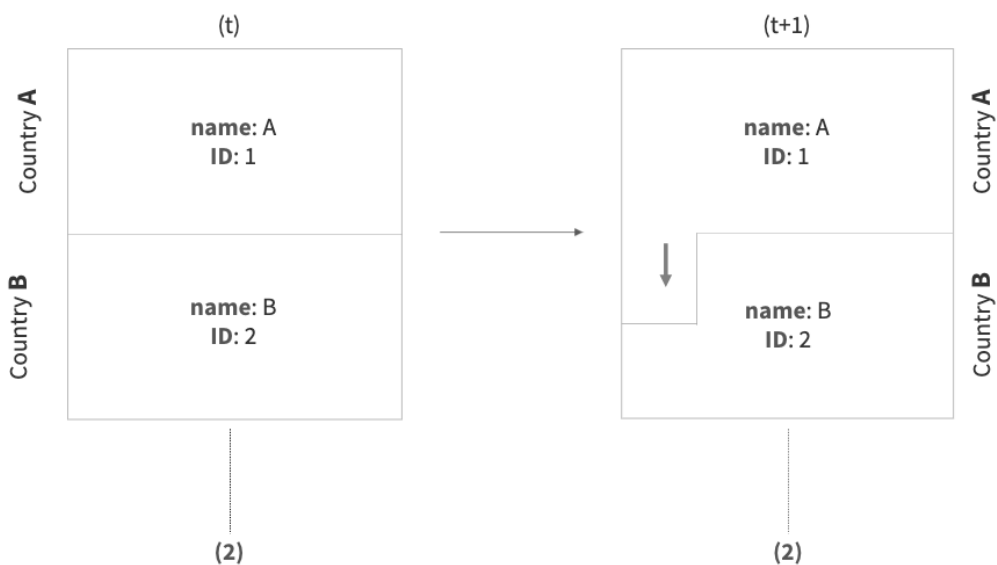 (t)
(t+1)
Country A
name: A
ID: 1
name: A
ID: 1
Country A
Country B
name: B
ID: 2
name: B
ID: 2
Country B
(2)
(2)